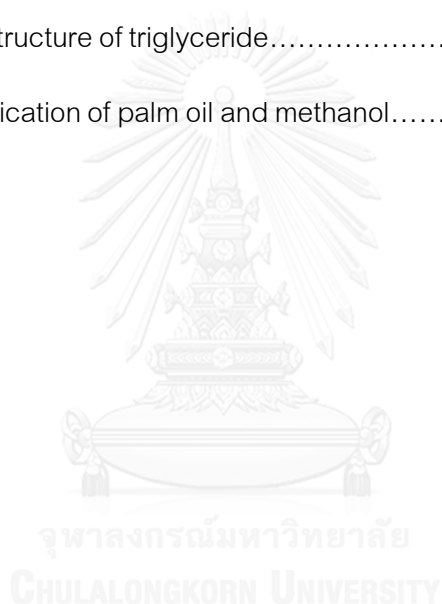 tructure of triglyceride……………………
ication of palm oil and methanol……
จุฬาลงกรณ์มหาวิทยาลัย
CHULALONGKORN UNIVERSITY